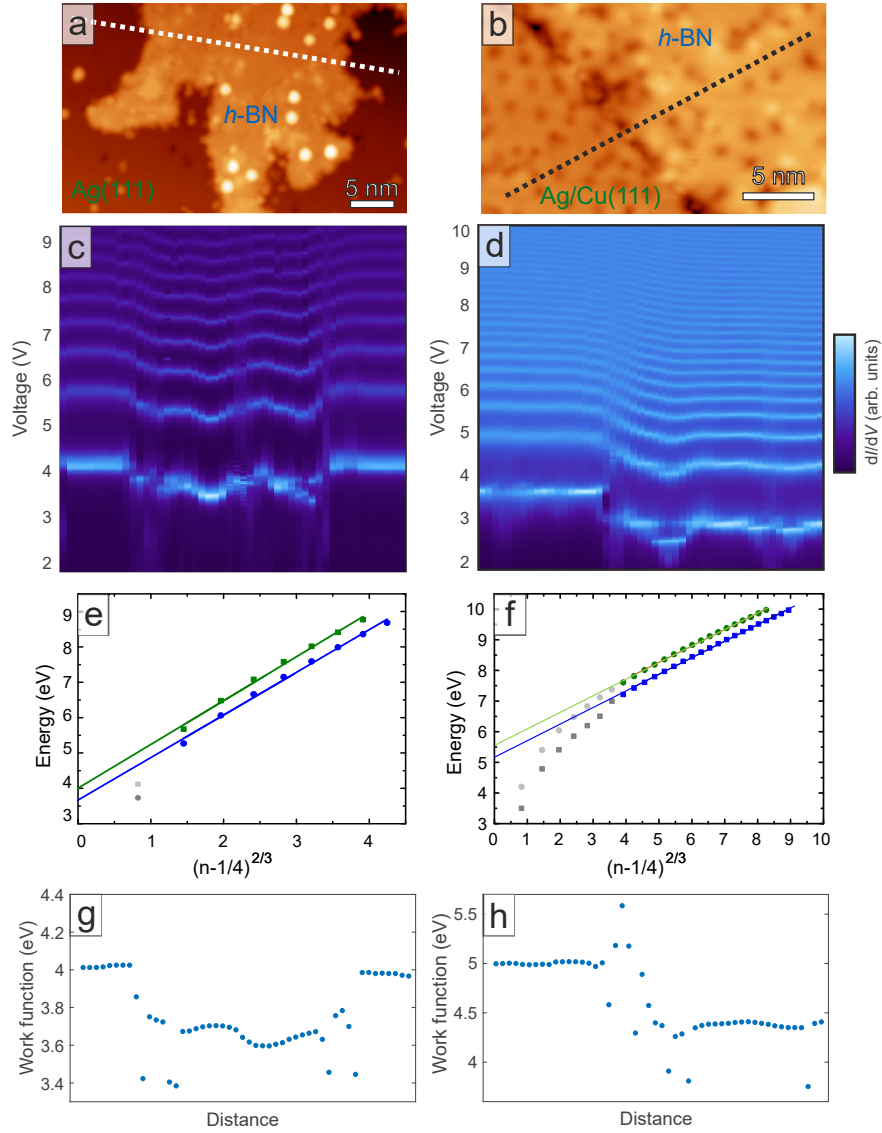 a
h-BN
Ag(111)
5 nm
b
h-BN
Ag/Cu(111)
5 nm
c
9
8
7
6
5
4
3
2
Voltage (V)
d
10
9
8
7
6
5
4
3
2
Voltage (V)
dI/dV (arb. units)
e
9
8
7
6
5
4
3
Energy (eV)
0 1 2 3 4
(n-1/4)2/3
f
10
9
8
7
6
5
4
3
Energy (eV)
0 1 2 3 4 5 6 7 8 9 10
(n-1/4)2/3
g
4.4
4.2
4
3.8
3.6
3.4
Work function (eV)
Distance
h
5.5
5
4.5
4
Work function (eV)
Distance